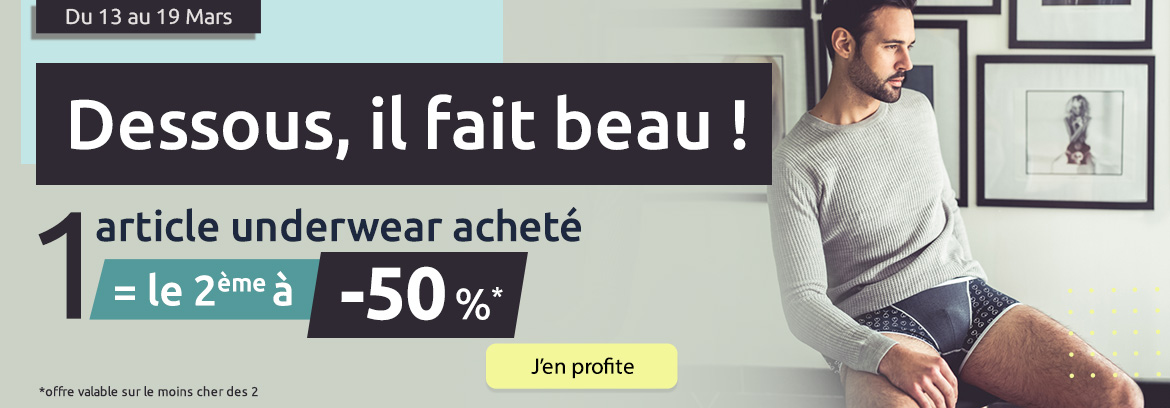 Du 13 au 19 Mars
Dessous, il fait beau !
1 article underwear acheté
= le 2ème à -50 %*
J'en profite
*offre valable sur le moins cher des 2